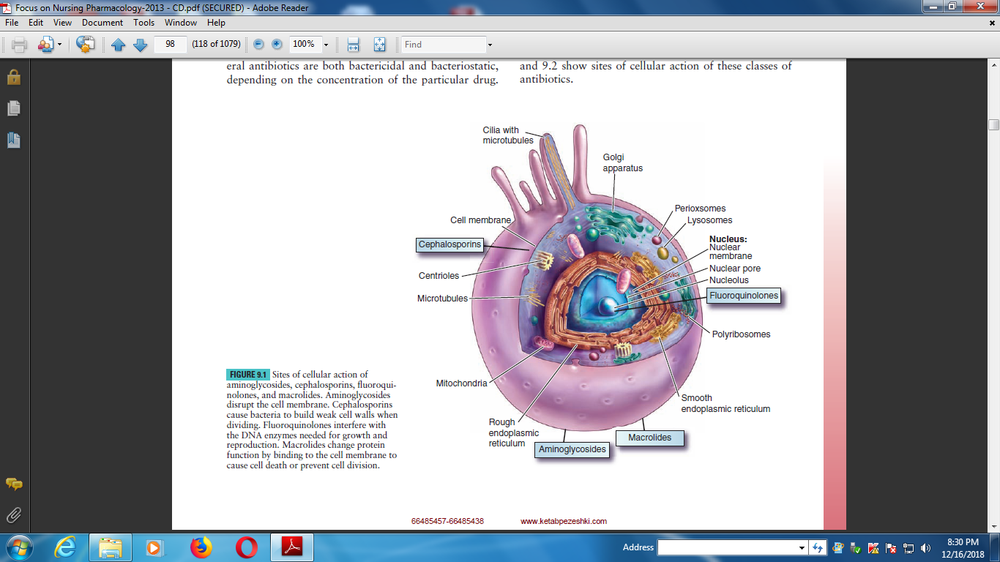 Focus on Nursing Pharmacology-2013 - CD.pdf (SECURED) - Adobe Reader
File Edit View Document Tools Window Help
98 (118 of 1079) 100% Find
eral antibiotics are both bactericidal and bacteriostatic,
depending on the concentration of the particular drug.
and 9.2 show sites of cellular action of these classes of
antibiotics.
Cilia with
microtubules
Golgi
apparatus
Cell membrane
Perioxsomes
Lysosomes
Cephalosporins
Nucleus:
Nuclear
membrane
Nuclear pore
Nucleolus
Centrioles
Microtubules
Fluoroquinolones
Polyribosomes
Mitochondria
Smooth
endoplasmic reticulum
Rough
endoplasmic
reticulum
Aminoglycosides
Macrolides
FIGURE 9.1 Sites of cellular action of
aminoglycosides, cephalosporins, fluoroqui-
nolones, and macrolides. Aminoglycosides
disrupt the cell membrane. Cephalosporins
cause bacteria to build weak cell walls when
dividing. Fluoroquinolones interfere with
the DNA enzymes needed for growth and
reproduction. Macrolides change protein
function by binding to the cell membrane to
cause cell death or prevent cell division.
66485457-66485438 www.ketabpezeshki.com
Address
8:30 PM
12/16/2018